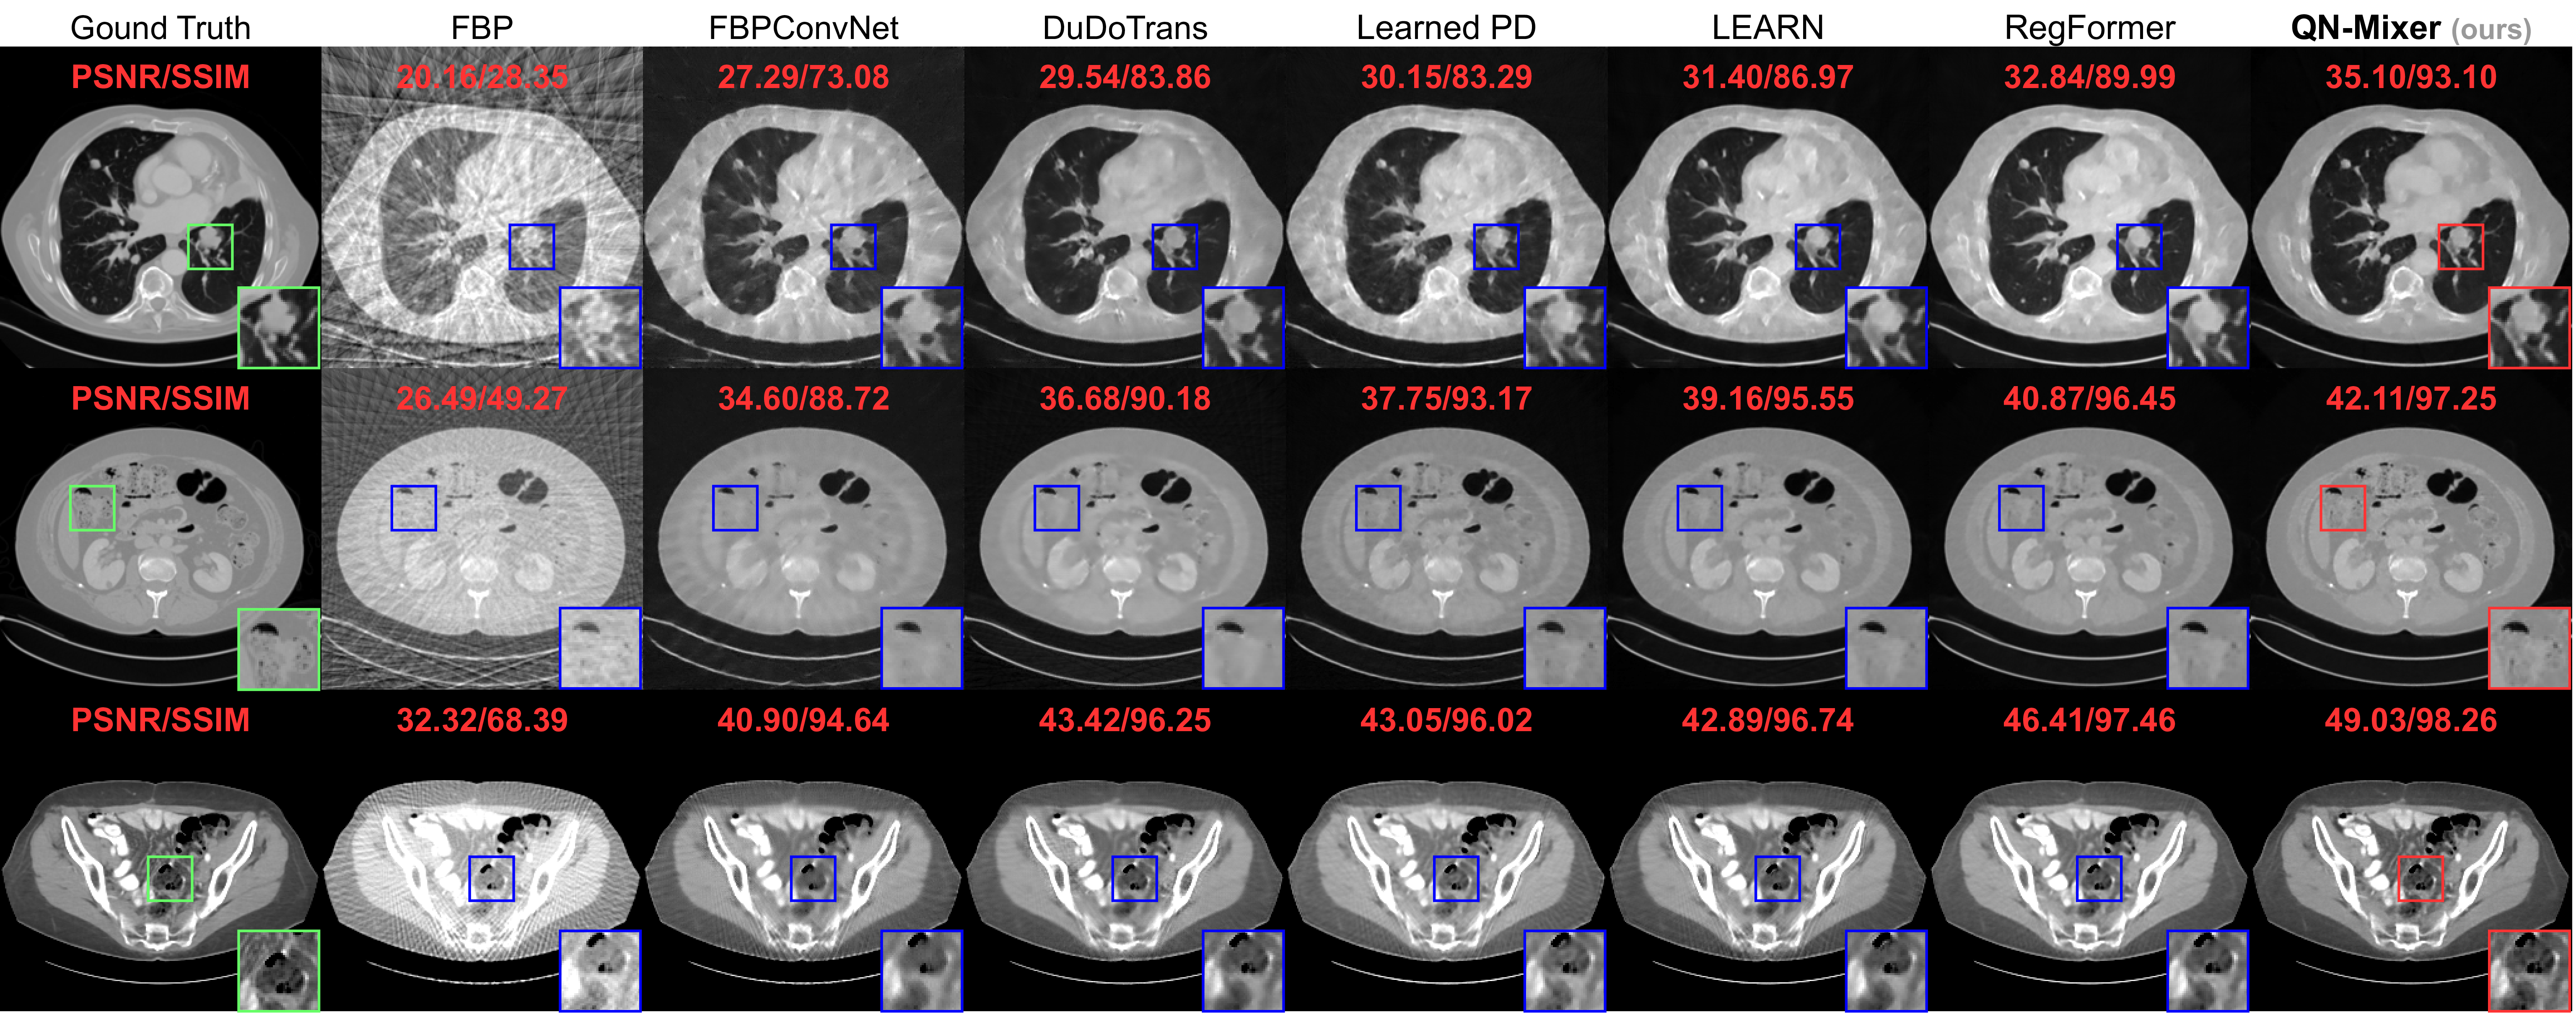 Gound Truth FBP FBPConvNet DuDoTrans Learned PD LEARN RegFormer QN-Mixer (ours)
PSNR/SSIM 20.16/28.35 27.29/73.08 29.54/83.86 30.15/83.29 31.40/86.97 32.84/89.99 35.10/93.10
PSNR/SSIM 26.49/49.27 34.60/88.72 36.68/90.18 37.75/93.17 39.16/95.55 40.87/96.45 42.11/97.25
PSNR/SSIM 32.32/68.39 40.90/94.64 43.42/96.25 43.05/96.02 42.89/96.74 46.41/97.46 49.03/98.26